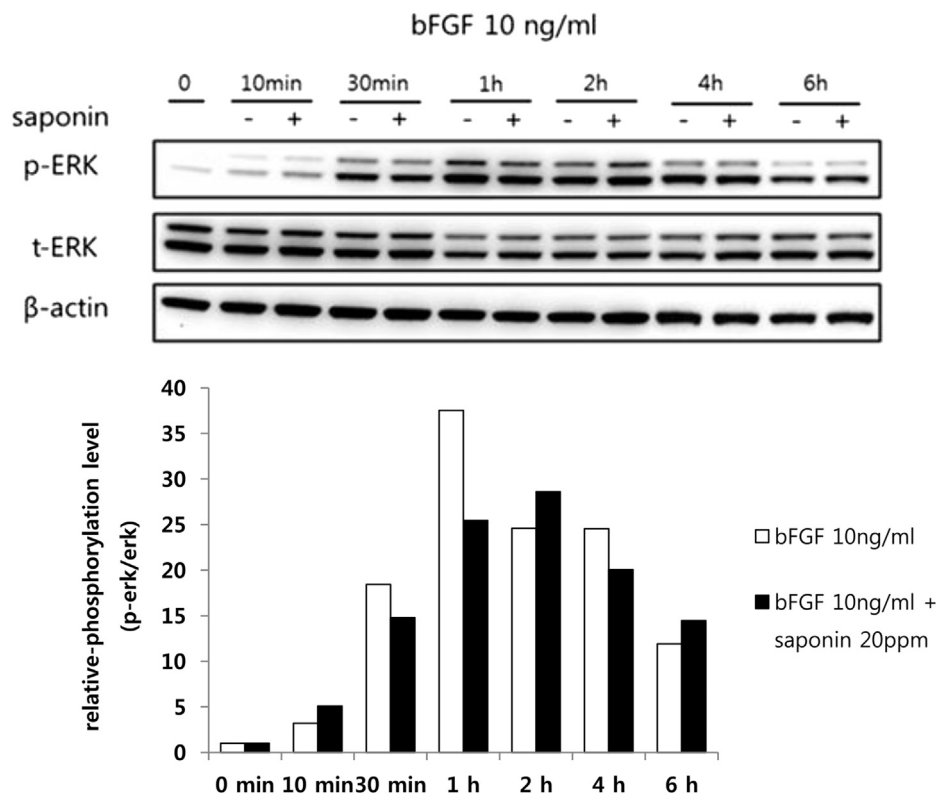 bFGF 10 ng/ml
0 10min 30min 1h 2h 4h 6h
saponin - + - + - + - + - + - +
p-ERK
t-ERK
β-actin
relative-phosphorylation level
(p-erk/erk)
40
35
30
25
20
15
10
5
0
0 min 10 min 30 min 1 h 2 h 4 h 6 h
bFGF 10ng/ml
bFGF 10ng/ml +
saponin 20ppm